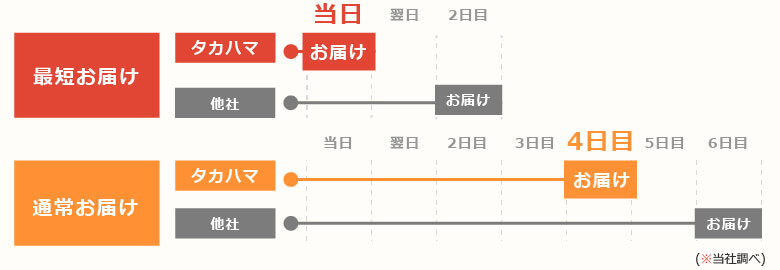 当日 翌日 2日目
最短お届け
タカハマ お届け
他社 お届け
当日 翌日 2日目 3日目 4日目 5日目 6日目
通常お届け
タカハマ お届け
他社 お届け
(※当社調べ)